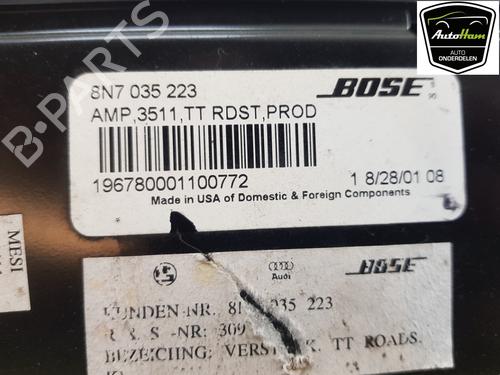 AutoHam
AUTO
ONDERDELEN
B-PARTS
8N7 035 223
BOSE
AMP,3511,TT RDST,PROD
196780001100772
1 8/28/01 08
Made in USA of Domestic & Foreign Components
MESI
Audi
BOSE
KUNDEN-NR. 8N 035 223
R & S -NR: 309
BEZEICHNG: VERST K. TT ROADS.